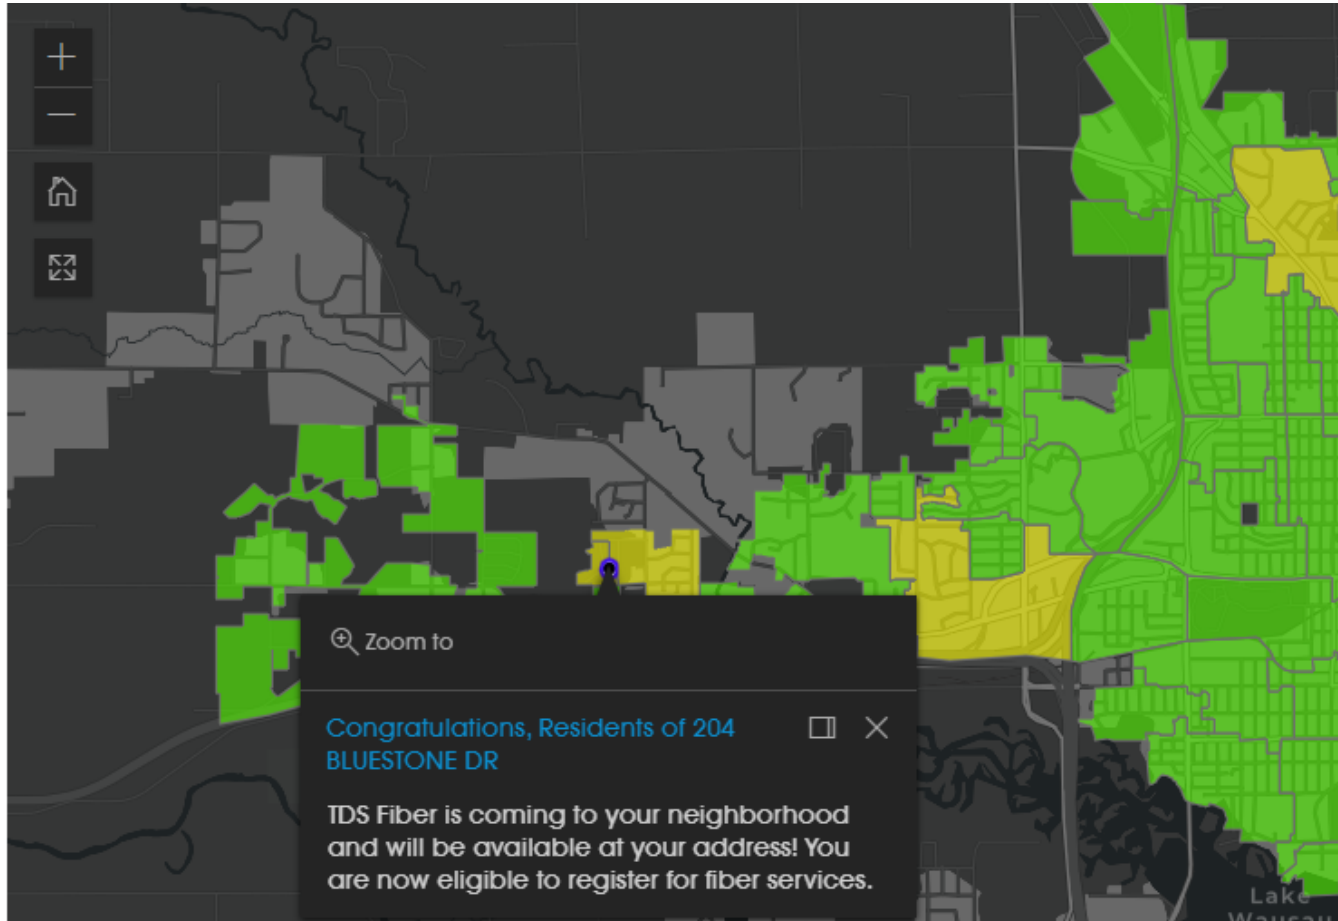 Zoom to
Congratulations, Residents of 204
BLUESTONE DR
TDS Fiber is coming to your neighborhood
and will be available at your address! You
are now eligible to register for fiber services.
Lake